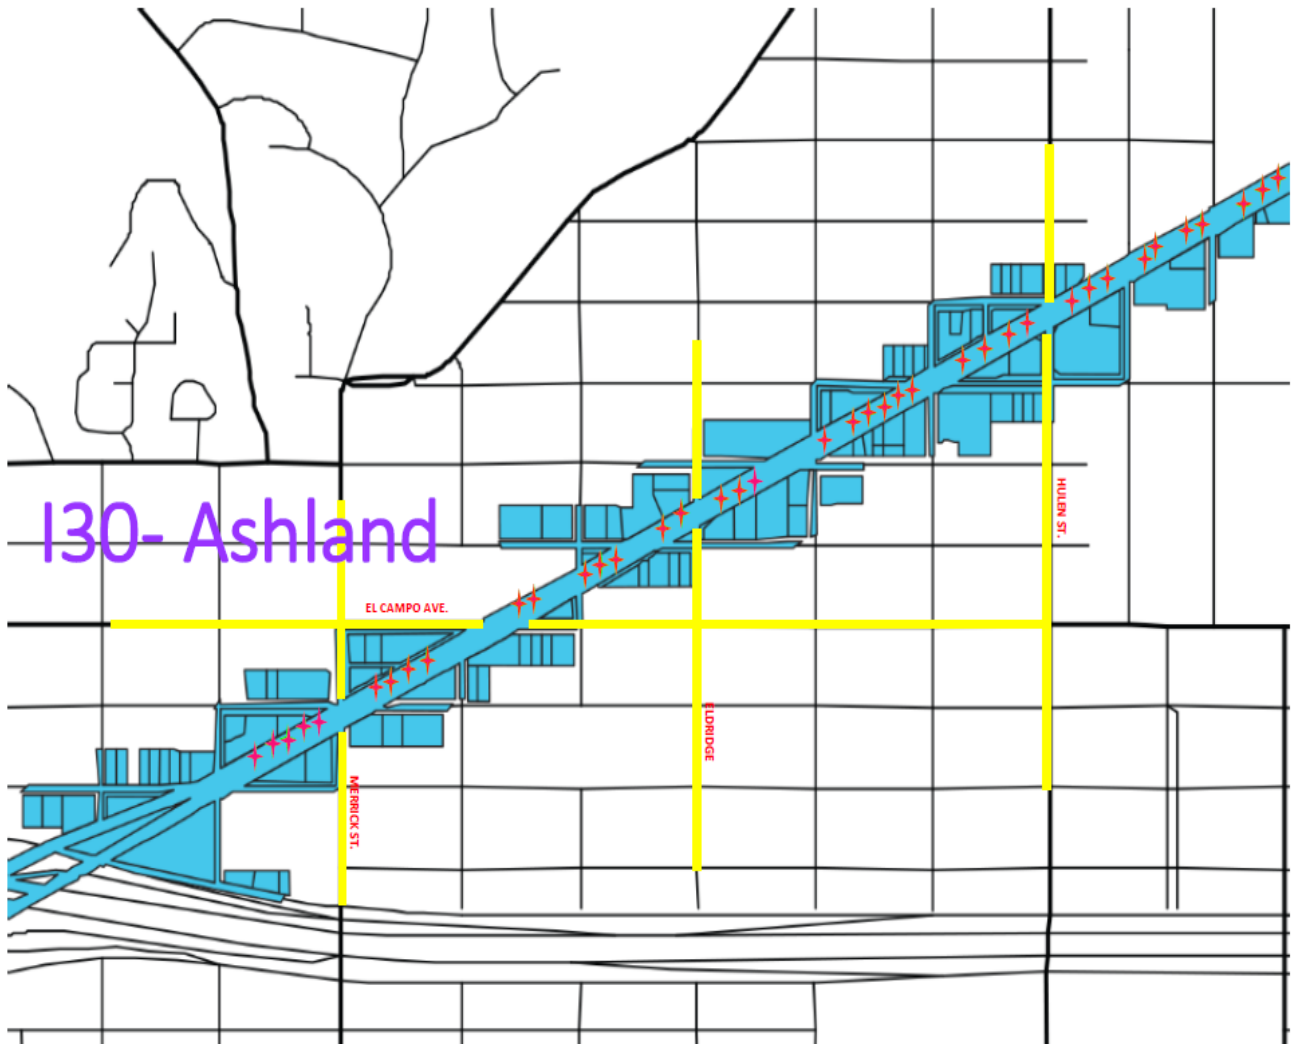 I30- Ashland
HULEN ST.
EL CAMPO AVE.
ELDRIDGE
MERRICK ST.